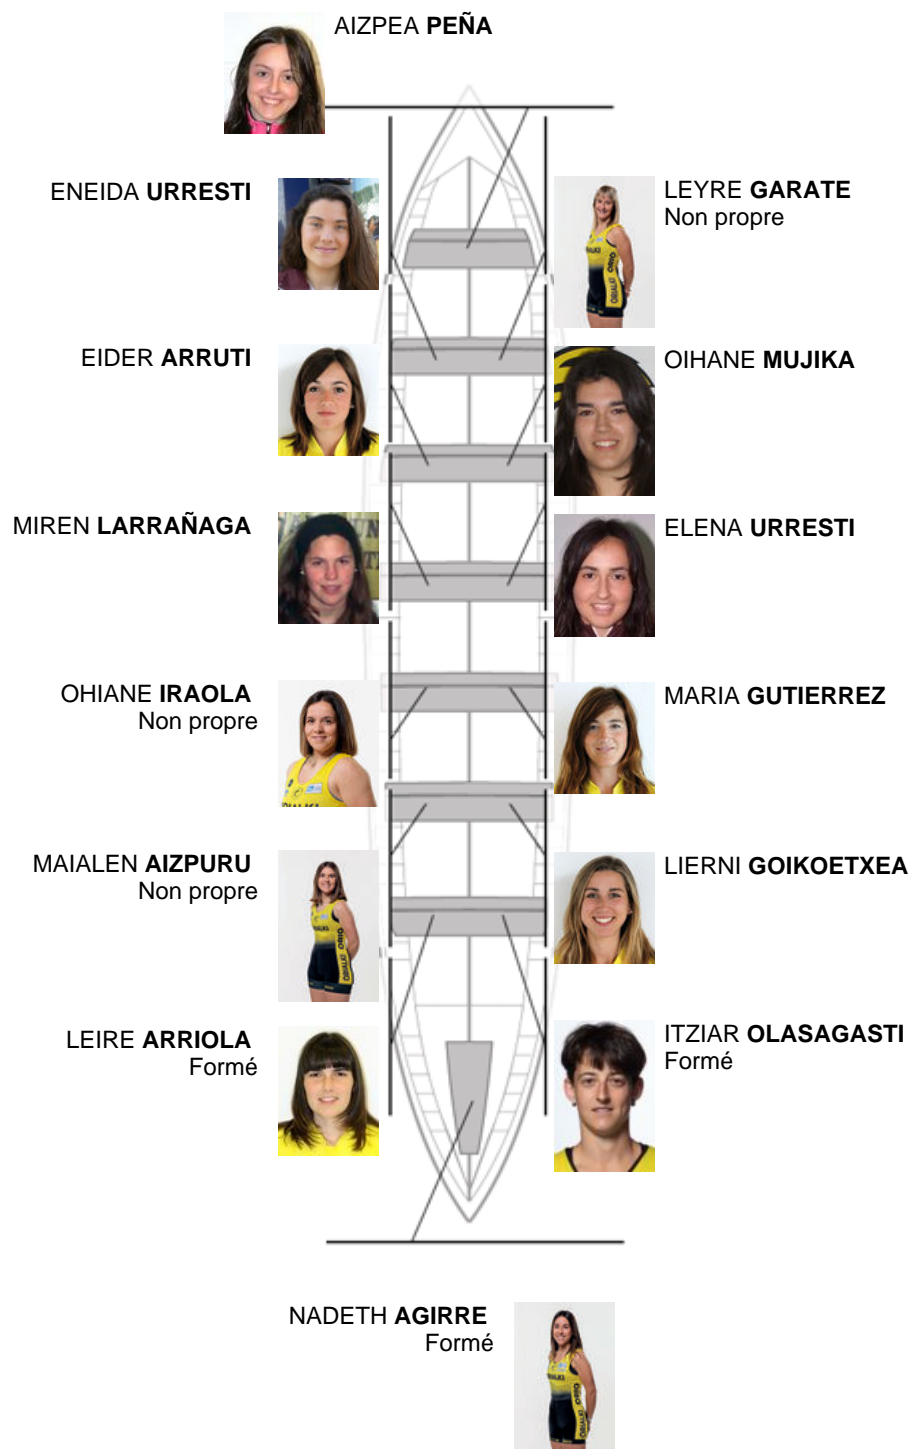 AIZPEA PEÑA
ENEIDA URRESTI
LEYRE GARATE
Non propre
EIDER ARRUTI
OIHANE MUJIKA
MIREN LARRAÑAGA
ELENA URRESTI
OHIANE IRAOLA
Non propre
MARIA GUTIERREZ
MAIALEN AIZPURU
Non propre
LIERNI GOIKOETXEA
LEIRE ARRIOLA
Formé
ITZIAR OLASAGASTI
Formé
NADETH AGIRRE
Formé